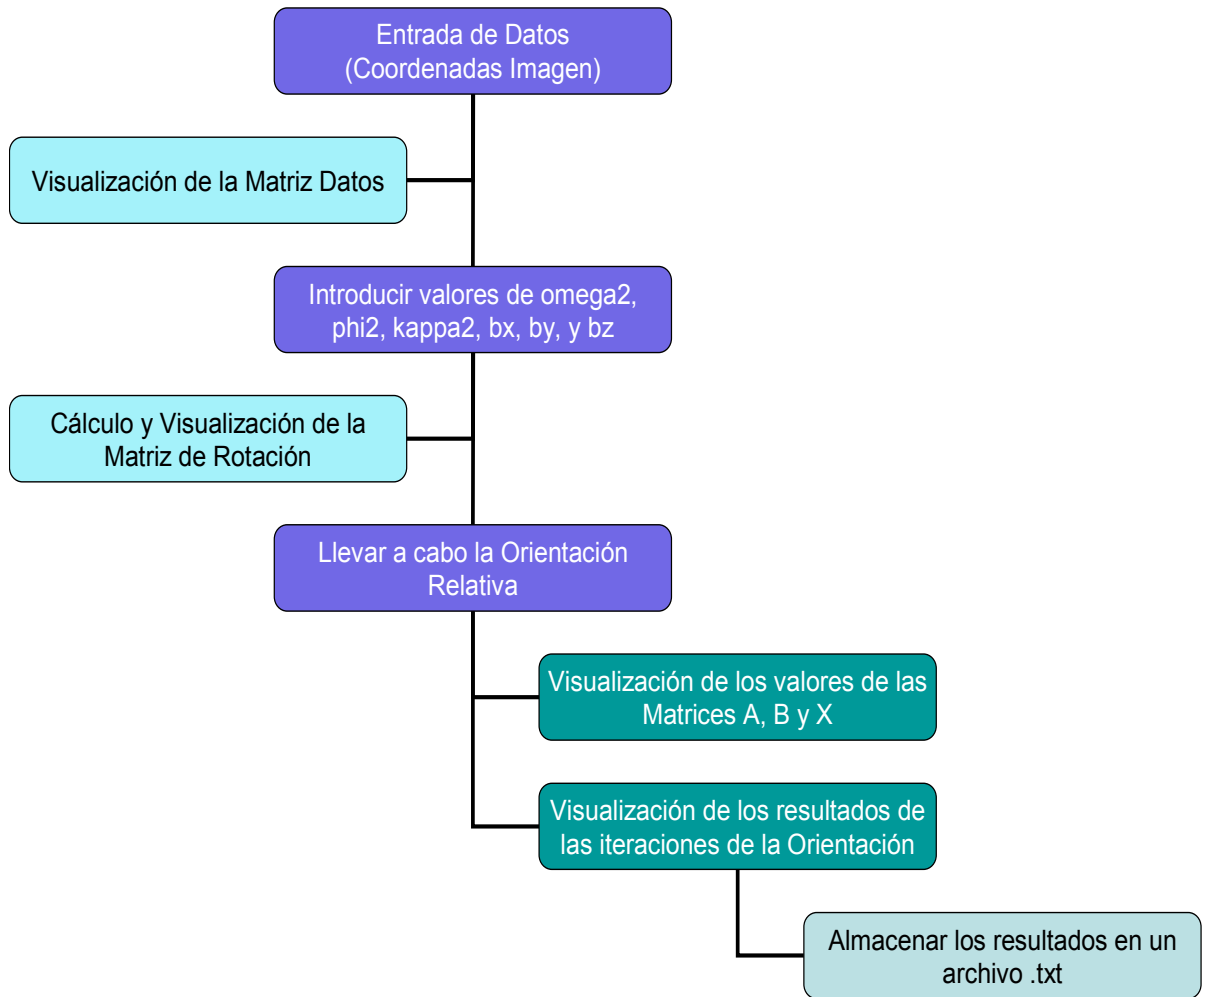 Entrada de Datos
(Coordenadas Imagen)
Visualización de la Matriz Datos
Introducir valores de omega2,
phi2, kappa2, bx, by, y bz
Cálculo y Visualización de la
Matriz de Rotación
Llevar a cabo la Orientación
Relativa
Visualización de los valores de las
Matrices A, B y X
Visualización de los resultados de
las iteraciones de la Orientación
Almacenar los resultados en un
archivo .txt